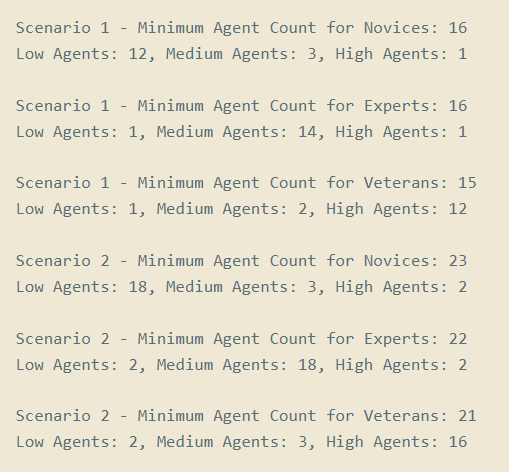 Scenario 1 - Minimum Agent Count for Novices: 16
Low Agents: 12, Medium Agents: 3, High Agents: 1
Scenario 1 - Minimum Agent Count for Experts: 16
Low Agents: 1, Medium Agents: 14, High Agents: 1
Scenario 1 - Minimum Agent Count for Veterans: 15
Low Agents: 1, Medium Agents: 2, High Agents: 12
Scenario 2 - Minimum Agent Count for Novices: 23
Low Agents: 18, Medium Agents: 3, High Agents: 2
Scenario 2 - Minimum Agent Count for Experts: 22
Low Agents: 2, Medium Agents: 18, High Agents: 2
Scenario 2 - Minimum Agent Count for Veterans: 21
Low Agents: 2, Medium Agents: 3, High Agents: 16